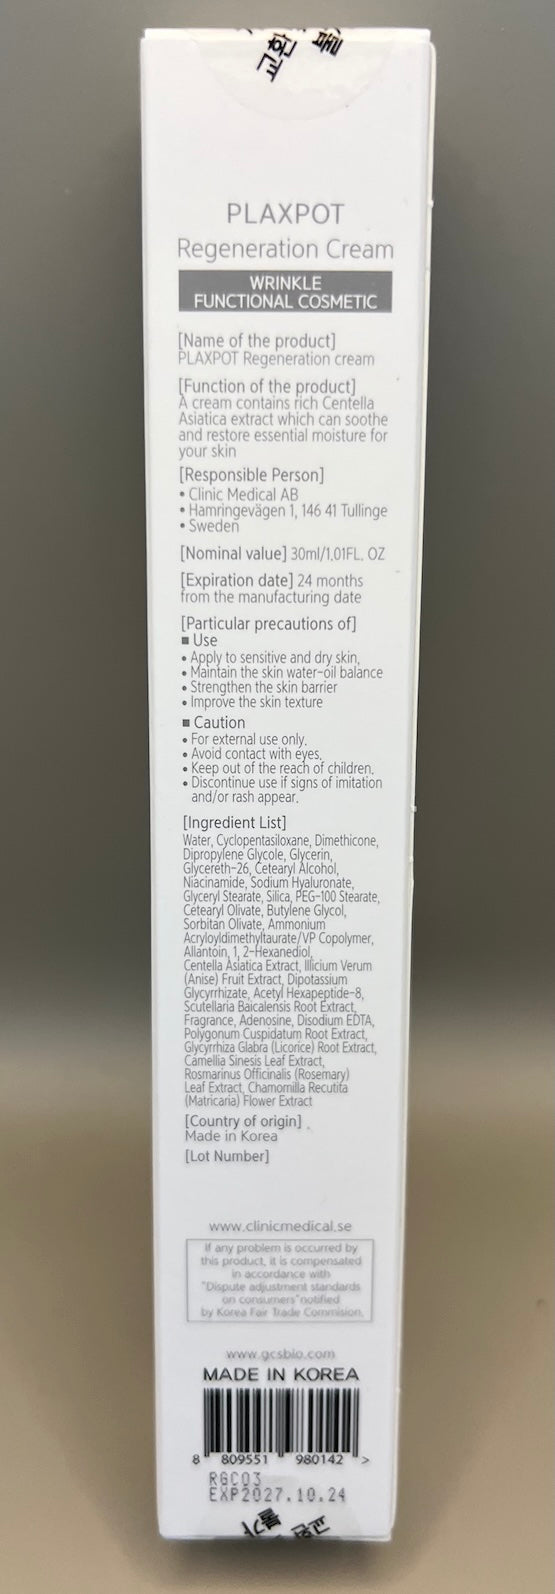 교환
불
PLAXPOT
Regeneration Cream
WRINKLE
FUNCTIONAL COSMETIC
[Name of the product]
PLAXPOT Regeneration cream
[Function of the product]
A cream contains rich Centella
Asiatica extract which can soothe
and restore essential moisture for
your skin
[Responsible Person]
• Clinic Medical AB
• Hamringevägen 1, 146 41 Tullinge
• Sweden
[Nominal value] 30ml/1.01FL. OZ
[Expiration date] 24 months
from the manufacturing date
[Particular precautions of]
■ Use
• Apply to sensitive and dry skin,
• Maintain the skin water-oil balance
• Strengthen the skin barrier
• Improve the skin texture
■ Caution
• For external use only.
• Avoid contact with eyes.
• Keep out of the reach of children.
• Discontinue use if signs of imitation
and/or rash appear.
[Ingredient List]
Water, Cyclopentasiloxane, Dimethicone,
Dipropylene Glycole, Glycerin,
Glycereth-26, Cetearyl Alcohol,
Niacinamide, Sodium Hyaluronate,
Glyceryl Stearate, Silica, PEG-100 Stearate,
Cetearyl Olivate, Butylene Glycol,
Sorbitan Olivate, Ammonium
Acryloyldimethyltaurate/VP Copolymer,
Allantoin, 1, 2-Hexanediol,
Centella Asiatica Extract, Illicium Verum
(Anise) Fruit Extract, Dipotassium
Glycyrrhizate, Acetyl Hexapeptide-8,
Scutellaria Baicalensis Root Extract,
Fragrance, Adenosine, Disodium EDTA,
Polygonum Cuspidatum Root Extract,
Glycyrrhiza Glabra (Licorice) Root Extract,
Camellia Sinesis Leaf Extract,
Rosmarinus Officinalis (Rosemary)
Leaf Extract, Chamomilla Recutita
(Matricaria) Flower Extract
[Country of origin]
Made in Korea
[Lot Number]
www.clinicmedical.se
If any problem is occurred by
this product, it is compensated
in accordance with
"Dispute adjustment standards
on consumers" notified
by Korea Fair Trade Commision.
www.gcsbio.com
MADE IN KOREA
8 809551 980142 >
RGC03
EXP2027.10.24
교환
불가